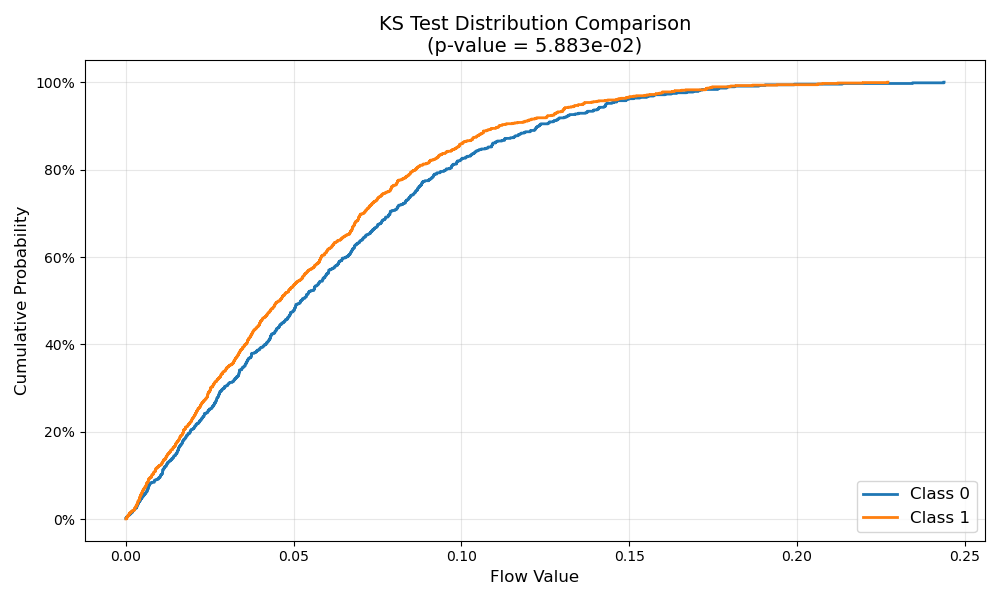 KS Test Distribution Comparison
(p-value = 5.883e-02)
Cumulative Probability
100%
80%
60%
40%
20%
0%
0.00
0.05
0.10
0.15
0.20
0.25
Flow Value
Class 0
Class 1